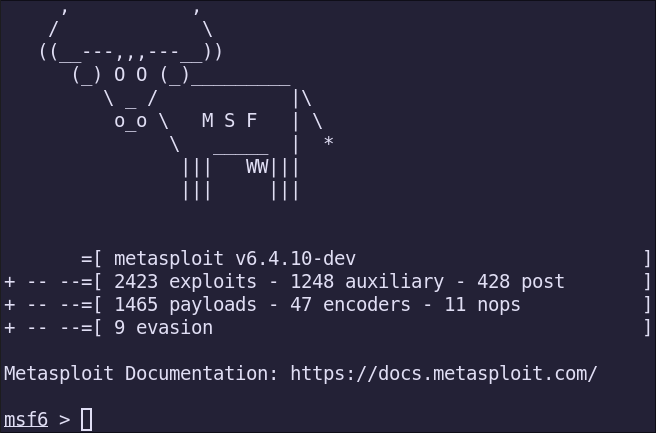 ,           ,
    /             \
   ((__---,,,---__))
      (_) O O (_)_________
         \ _ /            |\
          o_o \   M S F   | \
               \   _____  |  *
                |||   WW|||
                |||     |||
       =[ metasploit v6.4.10-dev                          ]
+ -- --=[ 2423 exploits - 1248 auxiliary - 428 post       ]
+ -- --=[ 1465 payloads - 47 encoders - 11 nops           ]
+ -- --=[ 9 evasion                                       ]
Metasploit Documentation: https://docs.metasploit.com/
msf6 >